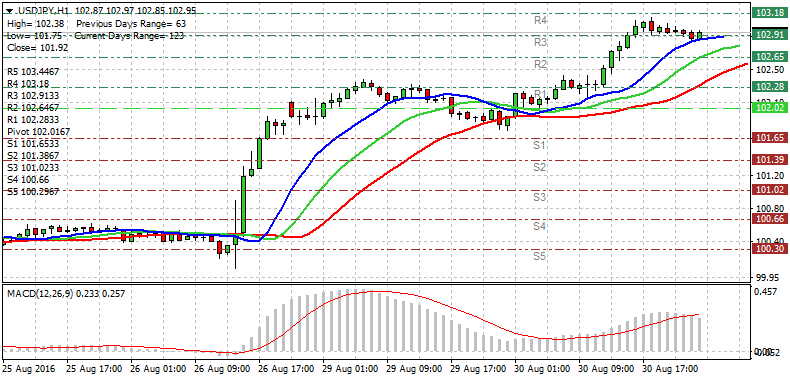 USDJPY,H1 102.87 102.97 102.85 102.95
High= 102.38 Previous Days Range= 63
Low= 101.75 Current Days Range= 123
Close= 101.92
R5 103.4467
R4 103.18
R3 102.9133
R2 102.6467
R1 102.2833
Pivot 102.0167
S1 101.6533
S2 101.3867
S3 101.0233
S4 100.66
S5 100.2967
R4
R3
R2
R1
S1
S2
S3
S4
S5
103.18
102.91
102.65
102.50
102.28
102.02
101.65
101.39
101.20
101.02
100.80
100.66
100.40
100.30
99.95
MACD(12,26,9) 0.233 0.257
0.457
25 Aug 2016
25 Aug 17:00
26 Aug 01:00
26 Aug 09:00
26 Aug 17:00
29 Aug 01:00
29 Aug 09:00
29 Aug 17:00
30 Aug 01:00
30 Aug 09:00
30 Aug 17:00